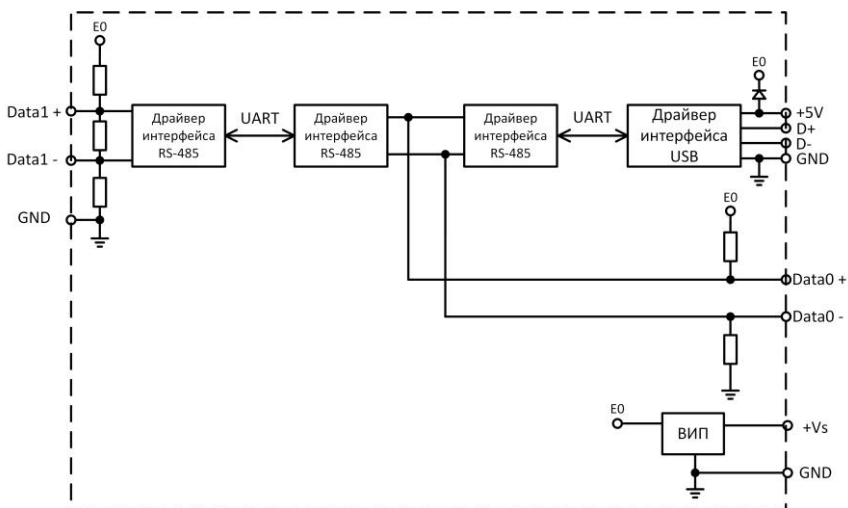 E0
Data1 +
Data1 -
GND
Драйвер
интерфейса
RS-485
UART
Драйвер
интерфейса
RS-485
Драйвер
интерфейса
RS-485
UART
Драйвер
интерфейса
USB
E0
+5V
D+
D-
GND
E0
Data0 +
Data0 -
E0
ВИП
+Vs
GND